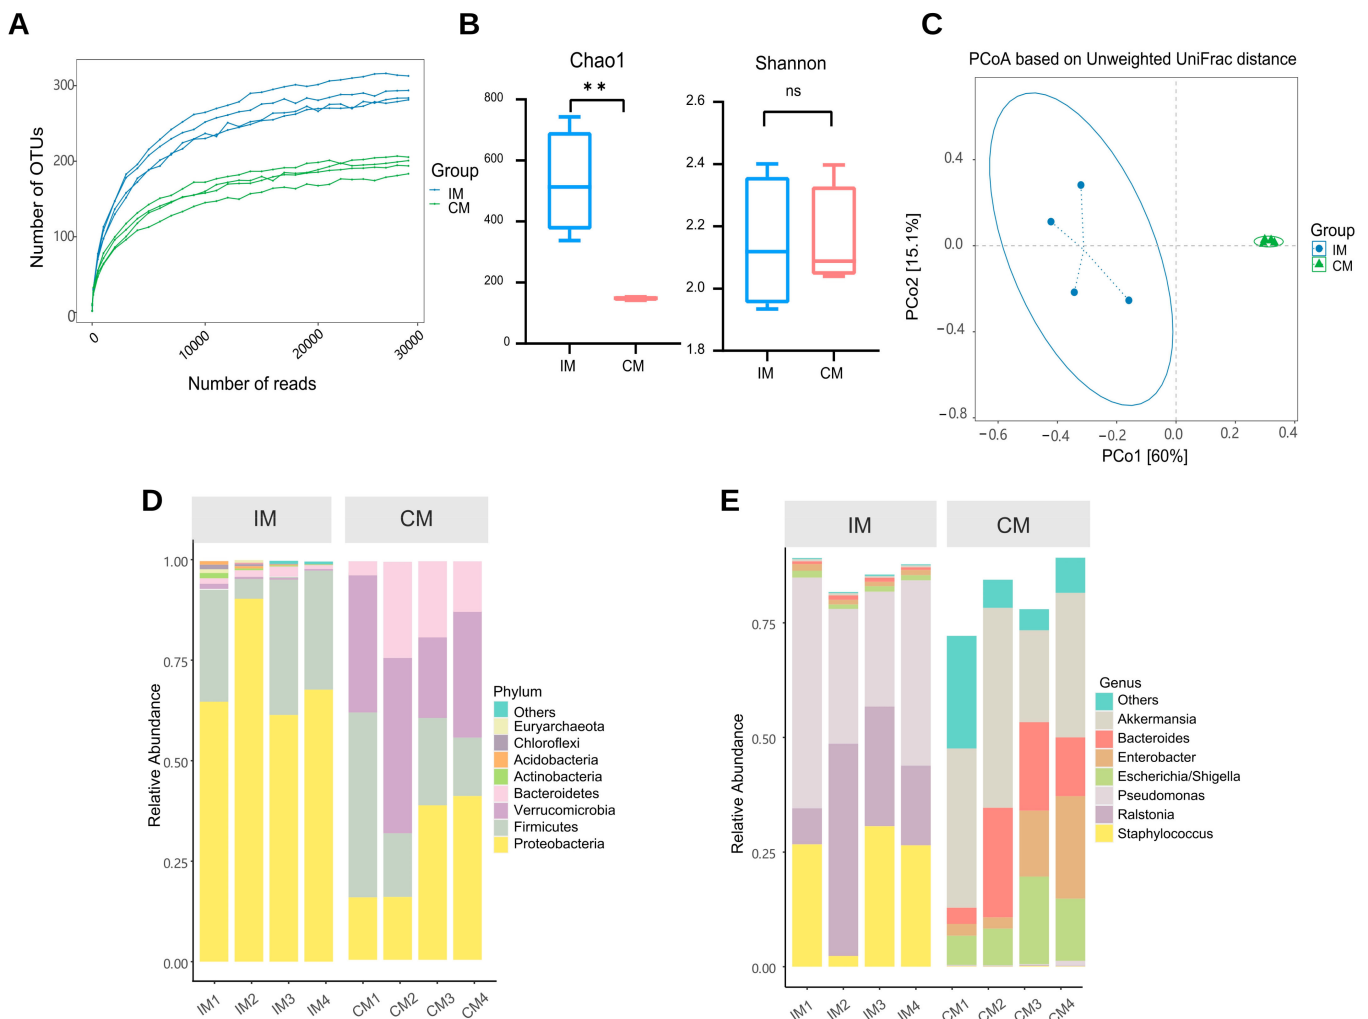 A
Number of OTUs
300
200
100
0
0
10000
20000
30000
Number of reads
Group
IM
CM
B
Chao1
**
800
600
400
200
0
IM
CM
Shannon
ns
2.6
2.4
2.2
2.0
1.8
IM
CM
C
PCoA based on Unweighted UniFrac distance
PCo2 [15.1%]
0.4
0.0
−0.4
−0.8
−0.6
−0.4
−0.2
0.0
0.2
0.4
PCo1 [60%]
Group
IM
CM
D
IM
CM
Relative Abundance
1.00
0.75
0.50
0.25
0.00
IM1
IM2
IM3
IM4
CM1
CM2
CM3
CM4
Phylum
Others
Euryarchaeota
Chloroflexi
Acidobacteria
Actinobacteria
Bacteroidetes
Verrucomicrobia
Firmicutes
Proteobacteria
E
IM
CM
Relative Abundance
0.75
0.50
0.25
0.00
IM1
IM2
IM3
IM4
CM1
CM2
CM3
CM4
Genus
Others
Akkermansia
Bacteroides
Enterobacter
Escherichia/Shigella
Pseudomonas
Ralstonia
Staphylococcus